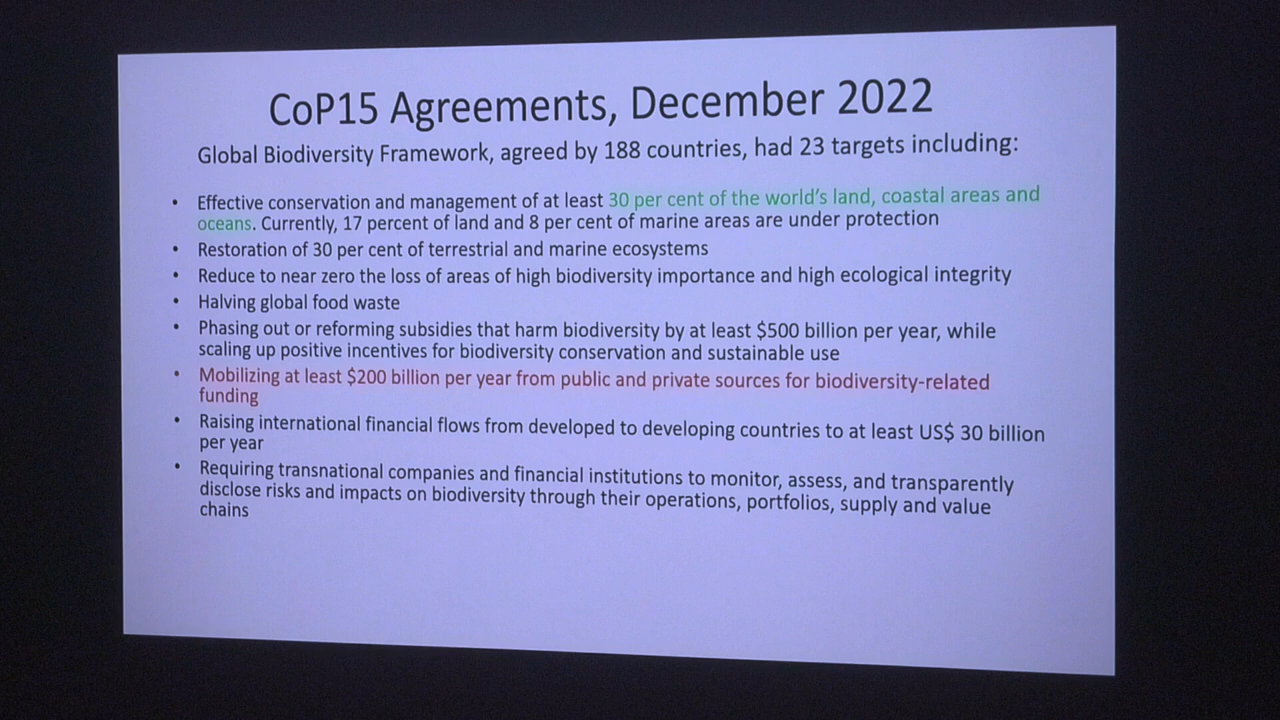 CoP15 Agreements, December 2022
Global Biodiversity Framework, agreed by 188 countries, had 23 targets including:
• Effective conservation and management of at least 30 per cent of the world's land, coastal areas and
oceans. Currently, 17 percent of land and 8 per cent of marine areas are under protection
• Restoration of 30 per cent of terrestrial and marine ecosystems
• Reduce to near zero the loss of areas of high biodiversity importance and high ecological integrity
• Halving global food waste
• Phasing out or reforming subsidies that harm biodiversity by at least $500 billion per year, while
scaling up positive incentives for biodiversity conservation and sustainable use
• Mobilizing at least $200 billion per year from public and private sources for biodiversity-related
funding
• Raising international financial flows from developed to developing countries to at least US$ 30 billion
per year
• Requiring transnational companies and financial institutions to monitor, assess, and transparently
disclose risks and impacts on biodiversity through their operations, portfolios, supply and value
chains